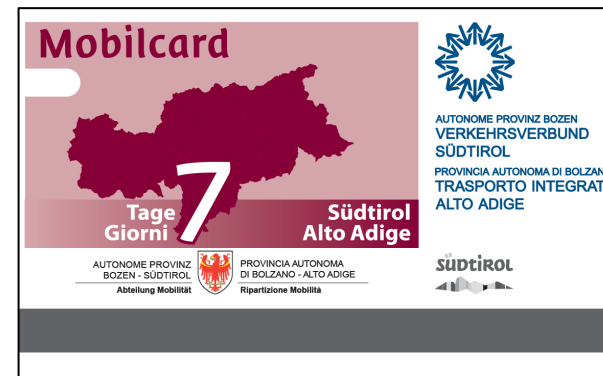 Mobilcard
7
Tage
Giorni
Südtirol
Alto Adige
AUTONOME PROVINZ
BOZEN - SÜDTIROL
Abteilung Mobilität
PROVINCIA AUTONOMA
DI BOLZANO - ALTO ADIGE
Ripartizione Mobilità
AUTONOME PROVINZ BOZEN
VERKEHRSVERBUND
SÜDTIROL
PROVINCIA AUTONOMA DI BOLZAN
TRASPORTO INTEGRAT
ALTO ADIGE
SÜDTIROL